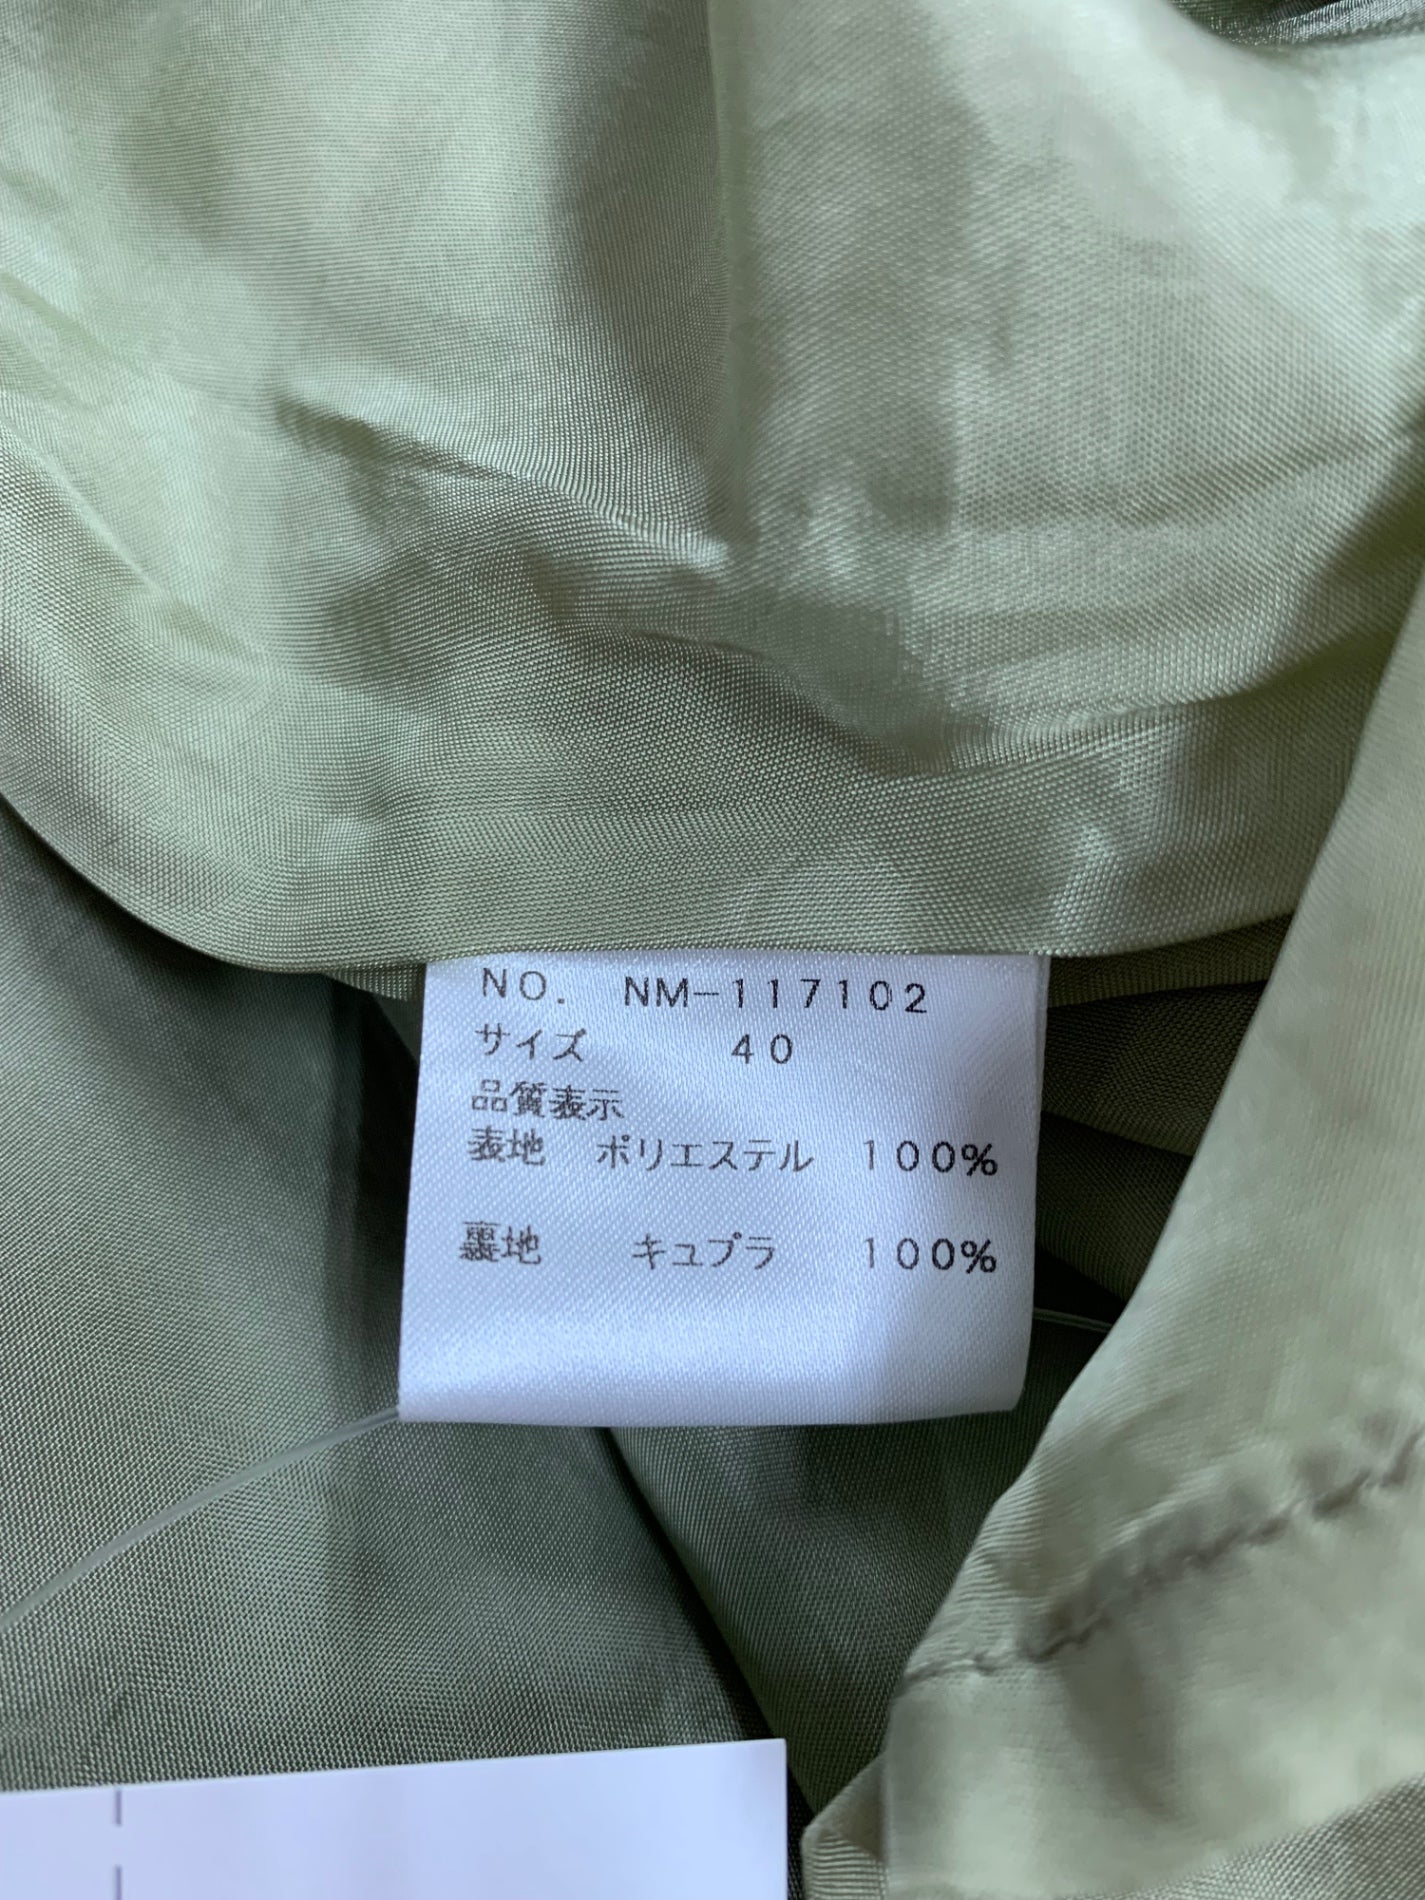 NO. NM-117102
サイズ 40
品質表示
表地 ポリエステル 100%
裏地 キュプラ 100%